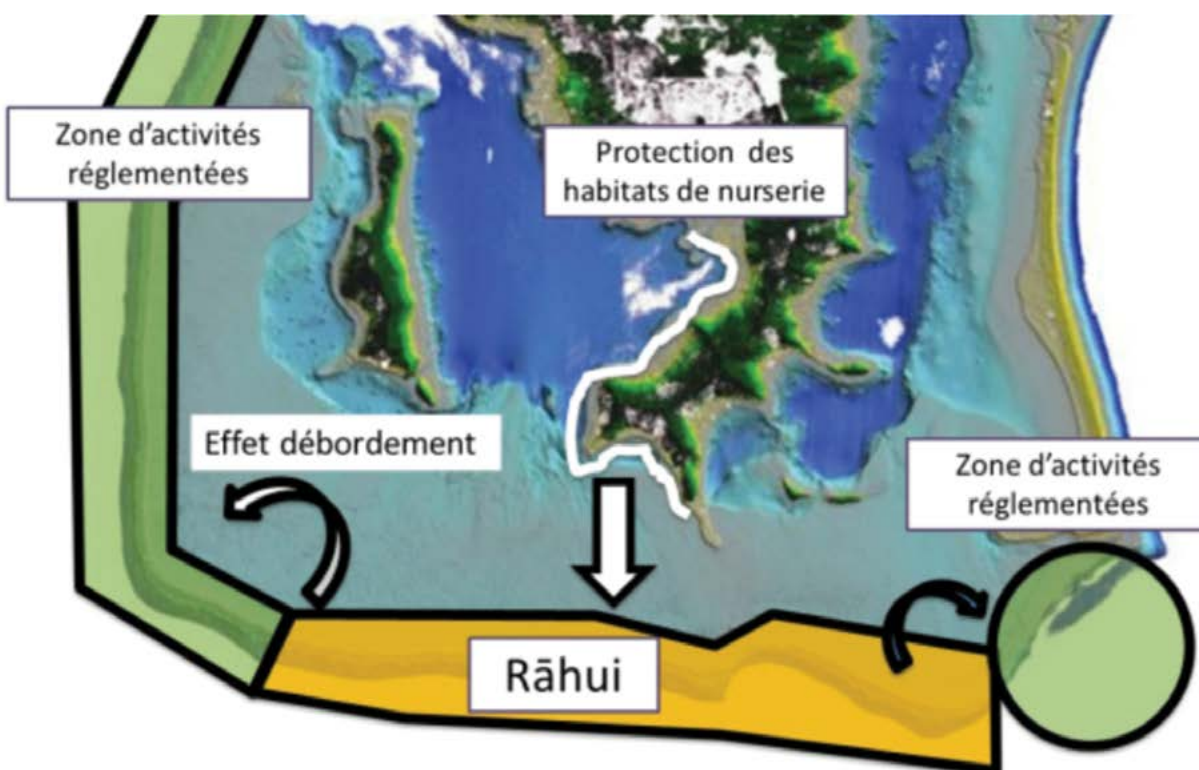 Zone d'activités
réglementées
Protection des
habitats de nurserie
Effet débordement
Zone d'activités
réglementées
Rāhui